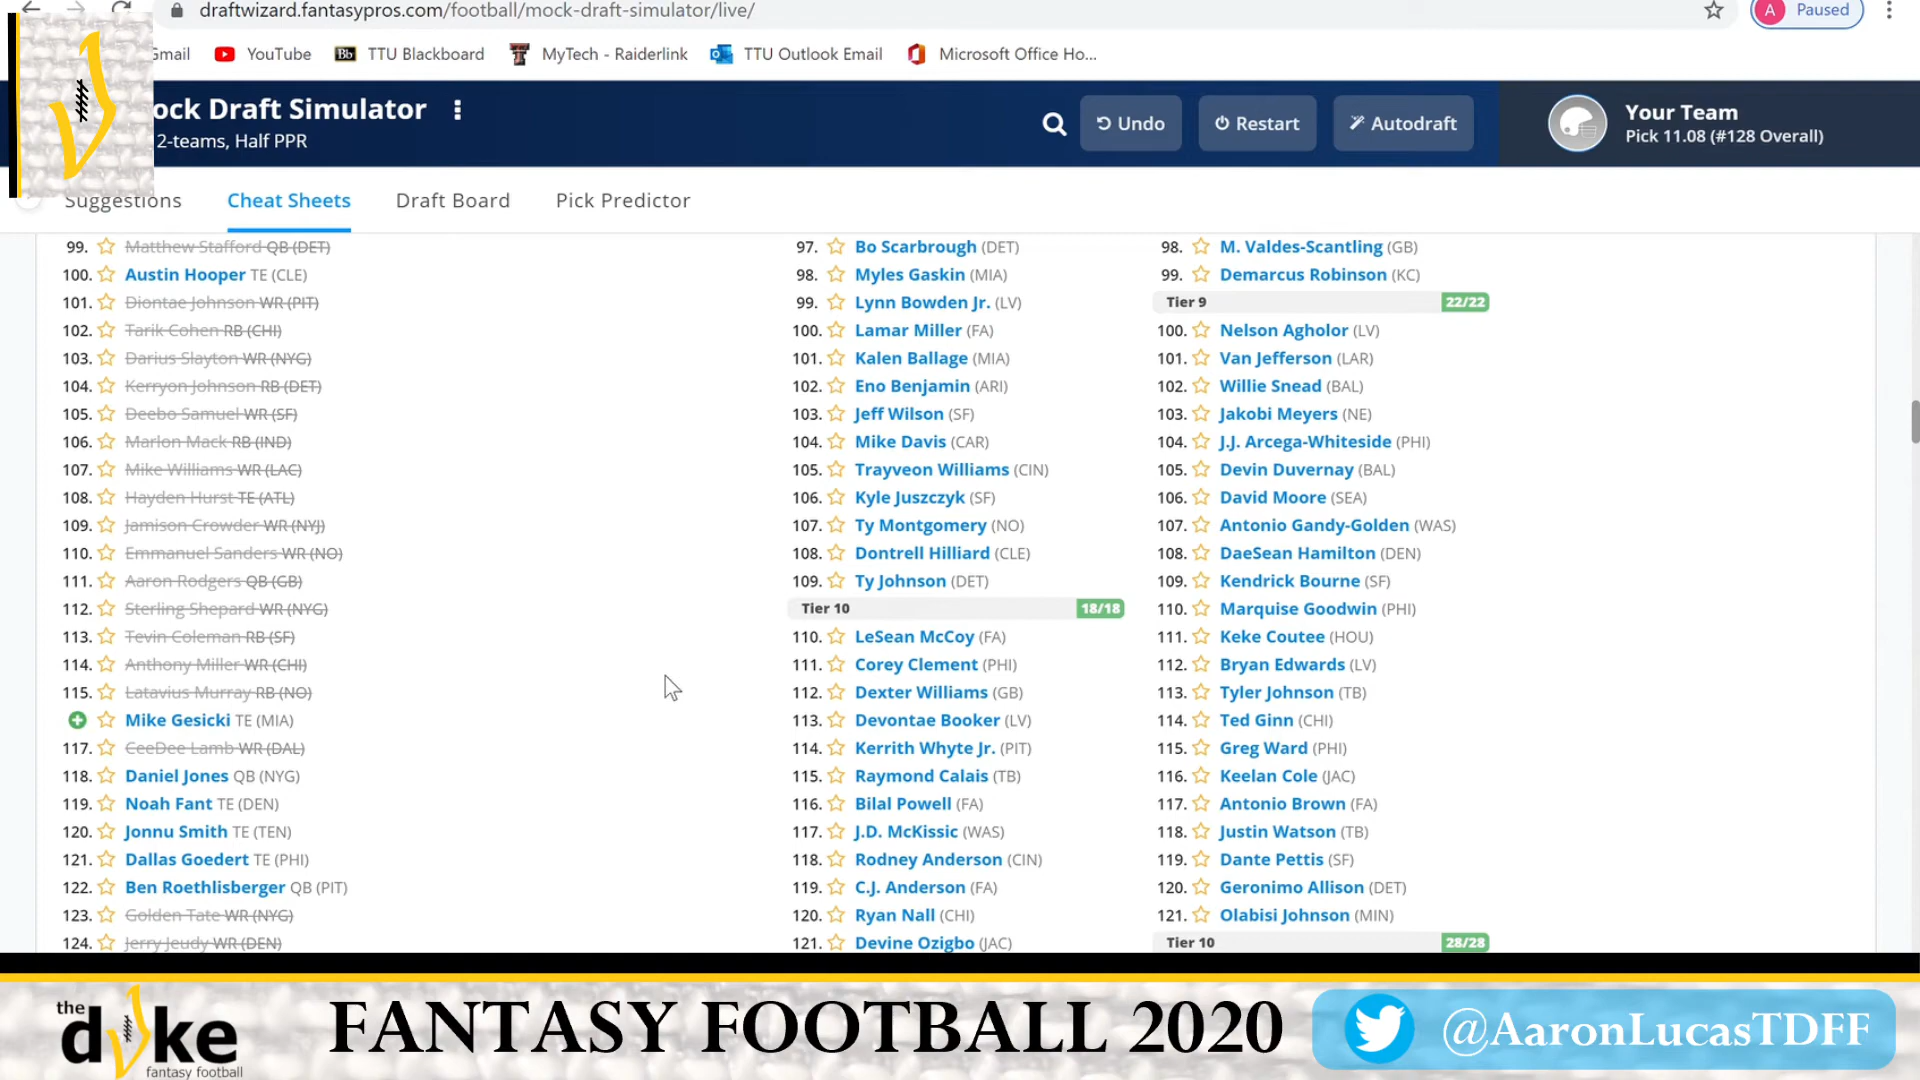 draftwizard.fantasypros.com/football/mock-draft-simulator/live/
A Paused
Gmail YouTube Bb TTU Blackboard MyTech - Raiderlink TTU Outlook Email Microsoft Office Ho...
ock Draft Simulator
2-teams, Half PPR
Undo Restart Autodraft
Your Team
Pick 11.08 (#128 Overall)
Suggestions Cheat Sheets Draft Board Pick Predictor
99. Matthew Stafford QB (DET)
100. Austin Hooper TE (CLE)
101. Diontae Johnson WR (PIT)
102. Tarik Cohen RB (CHI)
103. Darius Slayton WR (NYG)
104. Kerryon Johnson RB (DET)
105. Deebo Samuel WR (SF)
106. Marlon Mack RB (IND)
107. Mike Williams WR (LAC)
108. Hayden Hurst TE (ATL)
109. Jamison Crowder WR (NYJ)
110. Emmanuel Sanders WR (NO)
111. Aaron Rodgers QB (GB)
112. Sterling Shepard WR (NYG)
113. Tevin Coleman RB (SF)
114. Anthony Miller WR (CHI)
115. Latavius Murray RB (NO)
Mike Gesicki TE (MIA)
117. CeeDee Lamb WR (DAL)
118. Daniel Jones QB (NYG)
119. Noah Fant TE (DEN)
120. Jonnu Smith TE (TEN)
121. Dallas Goedert TE (PHI)
122. Ben Roethlisberger QB (PIT)
123. Golden Tate WR (NYG)
124. Jerry Jeudy WR (DEN)
97. Bo Scarbrough (DET)
98. Myles Gaskin (MIA)
99. Lynn Bowden Jr. (LV)
100. Lamar Miller (FA)
101. Kalen Ballage (MIA)
102. Eno Benjamin (ARI)
103. Jeff Wilson (SF)
104. Mike Davis (CAR)
105. Trayveon Williams (CIN)
106. Kyle Juszczyk (SF)
107. Ty Montgomery (NO)
108. Dontrell Hilliard (CLE)
109. Ty Johnson (DET)
Tier 10 18/18
110. LeSean McCoy (FA)
111. Corey Clement (PHI)
112. Dexter Williams (GB)
113. Devontae Booker (LV)
114. Kerrith Whyte Jr. (PIT)
115. Raymond Calais (TB)
116. Bilal Powell (FA)
117. J.D. McKissic (WAS)
118. Rodney Anderson (CIN)
119. C.J. Anderson (FA)
120. Ryan Nall (CHI)
121. Devine Ozigbo (JAC)
98. M. Valdes-Scantling (GB)
99. Demarcus Robinson (KC)
Tier 9 22/22
100. Nelson Agholor (LV)
101. Van Jefferson (LAR)
102. Willie Snead (BAL)
103. Jakobi Meyers (NE)
104. J.J. Arcega-Whiteside (PHI)
105. Devin Duvernay (BAL)
106. David Moore (SEA)
107. Antonio Gandy-Golden (WAS)
108. DaeSean Hamilton (DEN)
109. Kendrick Bourne (SF)
110. Marquise Goodwin (PHI)
111. Keke Coutee (HOU)
112. Bryan Edwards (LV)
113. Tyler Johnson (TB)
114. Ted Ginn (CHI)
115. Greg Ward (PHI)
116. Keelan Cole (JAC)
117. Antonio Brown (FA)
118. Justin Watson (TB)
119. Dante Pettis (SF)
120. Geronimo Allison (DET)
121. Olabisi Johnson (MIN)
Tier 10 28/28
the
dyke
fantasy football
FANTASY FOOTBALL 2020
@AaronLucasTDFF